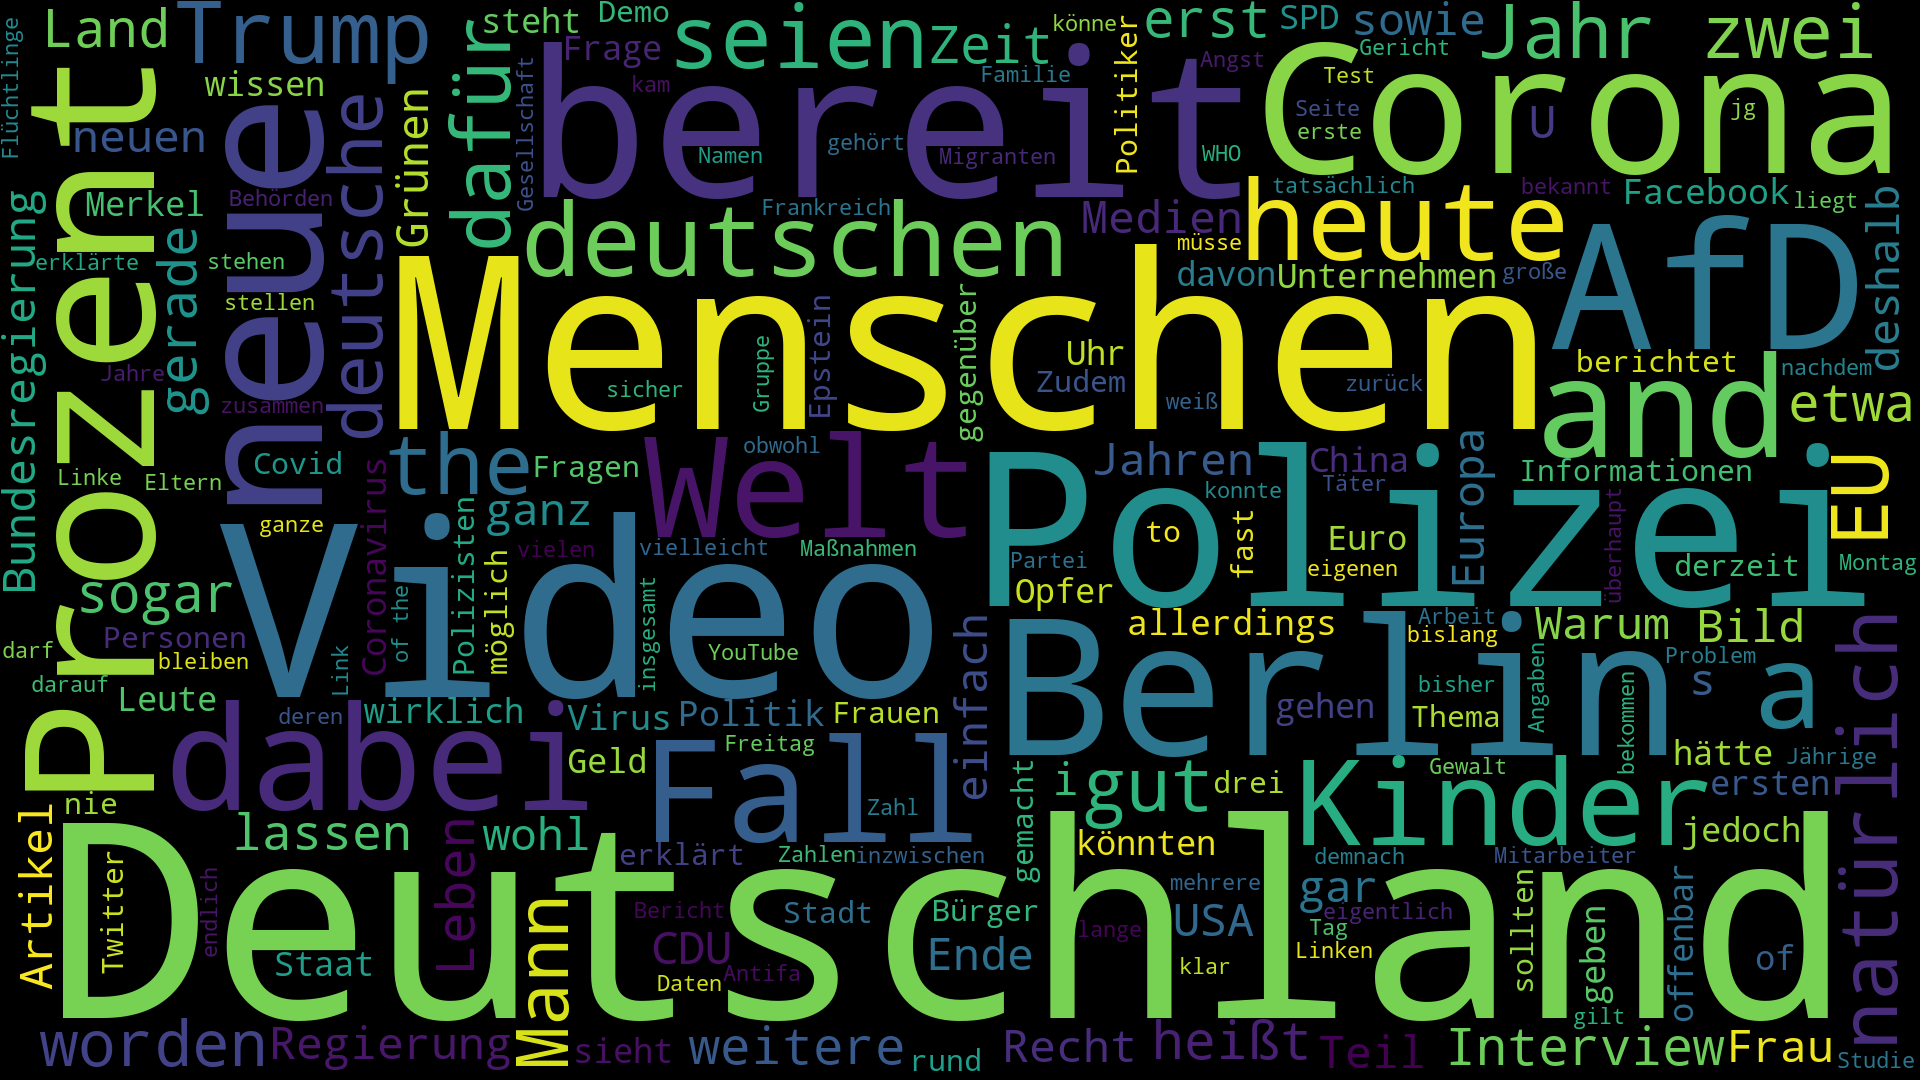 Flüchtlinge
Land
Trump
steht
Demo
seien
Zeit
könne
erst
SPD
sowie
Jahr
zwei
Prozent
wissen
neuen
neue
deutsche
Grünen
dafür
Frage
kam
Gesellschaft
bereit
Familie
Politiker
Angst
Gericht
Test
Seite
erste
U
jg
Corona
Namen
gehört
Migranten
WHO
Merkel
Behörden
Frankreich
Medien
tatsächlich
bekannt
Facebook
liegt
Bundesregierung
erklärte
gerade
stehen
stellen
deutschen
müsse
heute
davon
Unternehmen
große
AfD
deshalb
Menschen
Jahre
zusammen
sicher
Gruppe
Epstein
gegenüber
Uhr
Zudem
weiß
zurück
berichtet
nachdem
and
etwa
Linke
Eltern
Covid
Coronavirus
the
Fragen
Welt
obwohl
Polizei
Jahren
konnte
China
Täter
Europa
Informationen
EU
ganze
ganz
Polizisten
möglich
vielen
vielleicht
Maßnahmen
Partei
to
fast
Euro
eigenen
überhaupt
derzeit
Montag
sogar
Video
of the
insgesamt
YouTube
Opfer
allerdings
Arbeit
bislang
Warum
Bild
darf
Personen
bleiben
darauf
Leute
Link
deren
wirklich
Virus
Politik
Frauen
einfach
Berlin
gehen
bisher
Thema
Angaben
bekommen
Problem
s
a
natürlich
dabei
Geld
Fall
Freitag
Zahl
nie
Artikel
gemacht
i
gut
drei
Kinder
Gewalt
hätte
Jährige
ersten
lassen
wohl
Leben
erklärt
Zahlen
inzwischen
könnten
demnach
Mitarbeiter
jedoch
Deutschland
Twitter
endlich
Staat
Mann
Bericht
CDU
Daten
Antifa
Stadt
Bürger
Ende
lange
mehrere
USA
klar
gar
eigentlich
Tag
Linken
sollten
geben
gilt
offenbar
of
worden
Regierung
sieht
weitere
rund
Recht
heißt
Teil
Interview
Frau
Studie